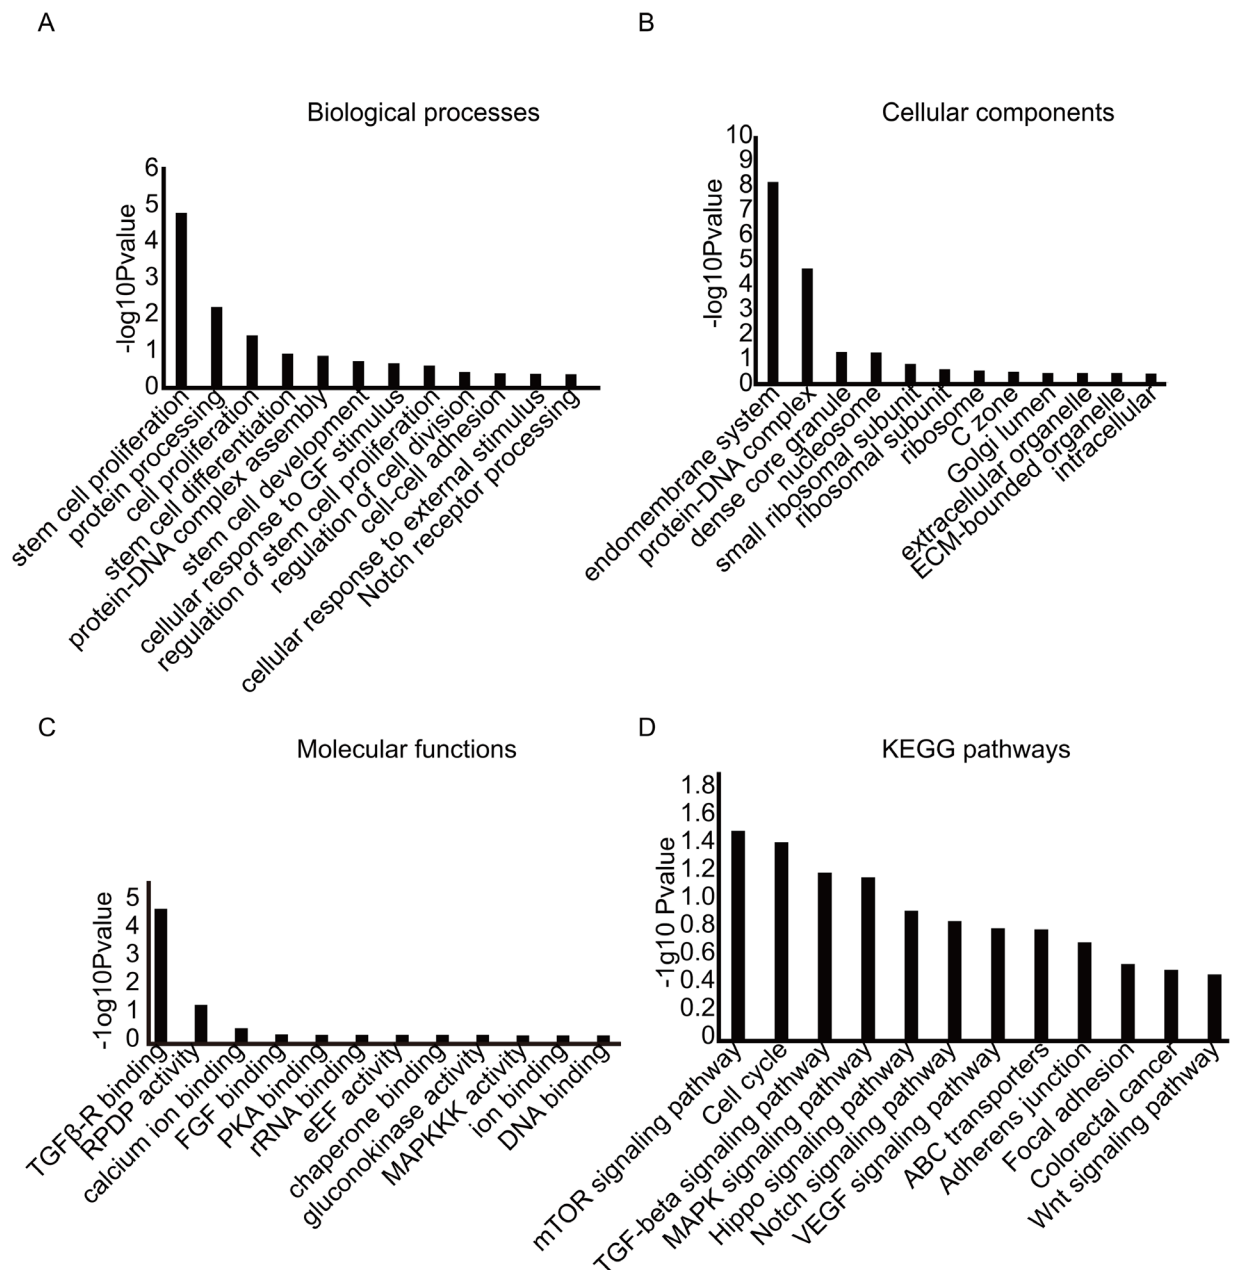 A
Biological processes
-log10Pvalue
6
5
4
3
2
1
0
stem cell proliferation
protein processing
cell proliferation
stem cell differentiation
protein-DNA complex assembly
stem cell development
cellular response to GF stimulus
regulation of stem cell proliferation
regulation of cell division
cell-cell adhesion
cellular response to external stimulus
Notch receptor processing
B
Cellular components
-log10Pvalue
10
9
8
7
6
5
4
3
2
1
0
endomembrane system
protein-DNA complex
dense core granule
nucleosome
small ribosomal subunit
ribosomal subunit
ribosome
C zone
Golgi lumen
extracellular organelle
ECM-bounded organelle
intracellular
C
Molecular functions
-1og10Pvalue
5
4
3
2
1
0
TGFβ-R binding
RPDP activity
calcium ion binding
FGF binding
PKA binding
rRNA binding
eEF activity
chaperone binding
gluconokinase activity
MAPKKK activity
ion binding
DNA binding
D
KEGG pathways
-1g10 Pvalue
1.8
1.6
1.4
1.2
1.0
0.8
0.6
0.4
0.2
0
mTOR signaling pathway
Cell cycle
TGF-beta signaling pathway
MAPK signaling pathway
Hippo signaling pathway
Notch signaling pathway
VEGF signaling pathway
ABC transporters
Adherens junction
Focal adhesion
Colorectal cancer
Wnt signaling pathway